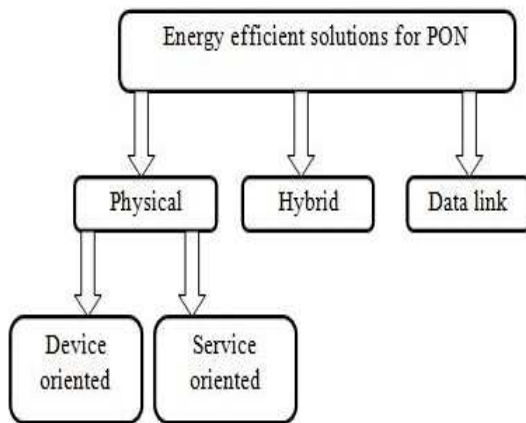 Energy efficient solutions for PON
Physical
Hybrid
Data link
Device
oriented
Service
oriented